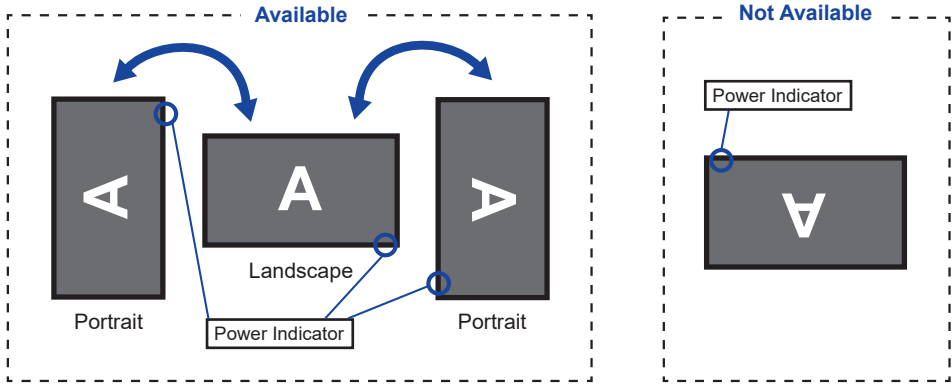 Available
Not Available
Power Indicator
A
A
A
A
Landscape
Portrait
Power Indicator
Portrait